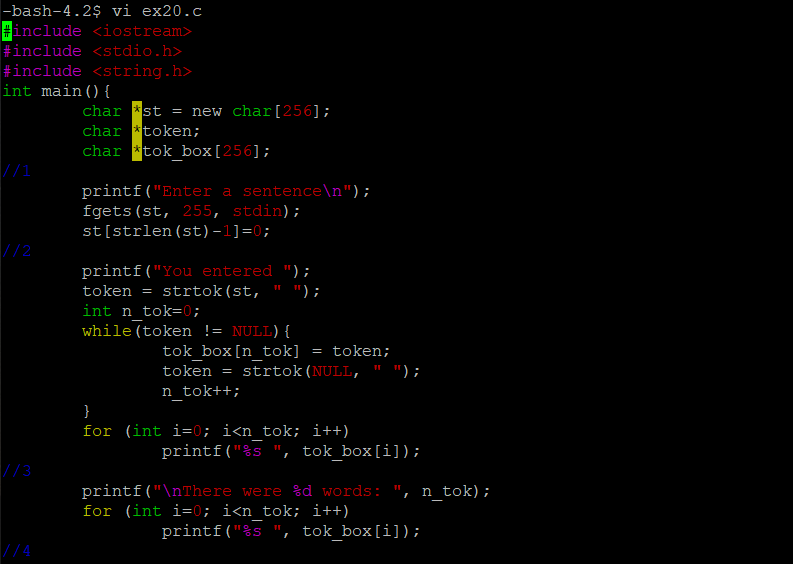 -bash-4.2$ vi ex20.c
#include <iostream>
#include <stdio.h>
#include <string.h>
int main(){
        char *st = new char[256];
        char *token;
        char *tok_box[256];
//1
        printf("Enter a sentence\n");
        fgets(st, 255, stdin);
        st[strlen(st)-1]=0;
//2
        printf("You entered ");
        token = strtok(st, " ");
        int n_tok=0;
        while(token != NULL){
                tok_box[n_tok] = token;
                token = strtok(NULL, " ");
                n_tok++;
        }
        for (int i=0; i<n_tok; i++)
                printf("%s ", tok_box[i]);
//3
        printf("\nThere were %d words: ", n_tok);
        for (int i=0; i<n_tok; i++)
                printf("%s ", tok_box[i]);
//4